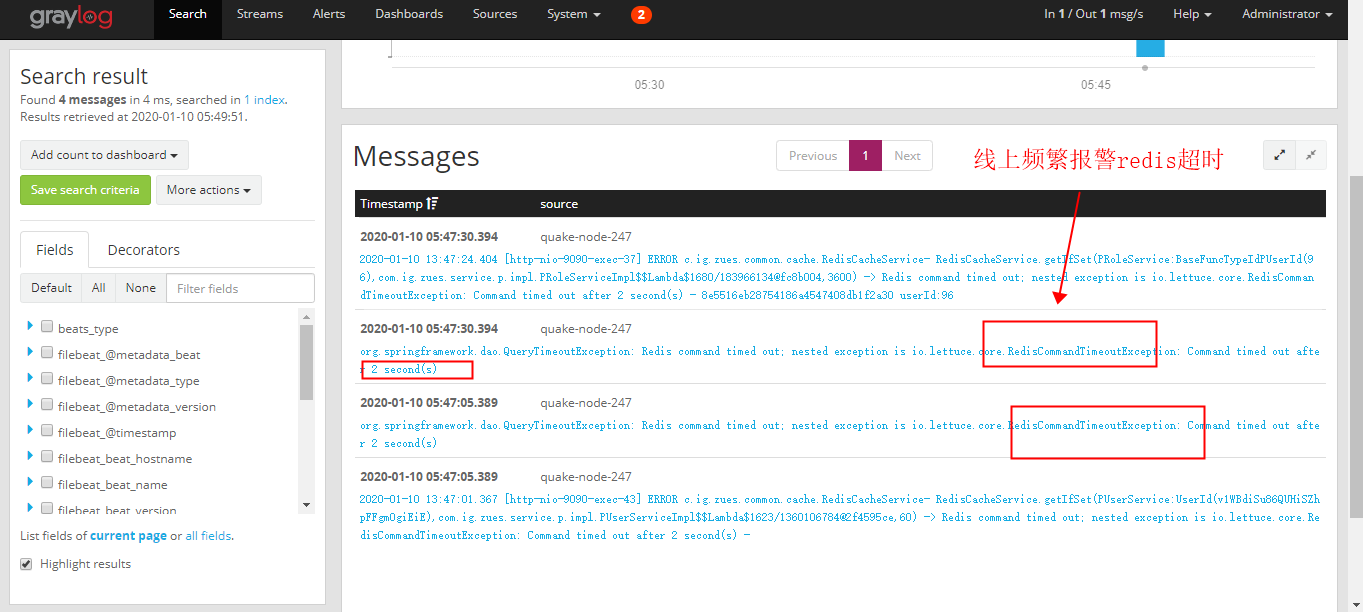 graylog
Search
Streams
Alerts
Dashboards
Sources
System
2
In 1 / Out 1 msg/s
Help
Administrator
Search result
Found 4 messages in 4 ms, searched in 1 index.
Results retrieved at 2020-01-10 05:49:51.
Add count to dashboard
Save search criteria
More actions
Fields
Decorators
Default
All
None
Filter fields
beats_type
filebeat_@metadata_beat
filebeat_@metadata_type
filebeat_@metadata_version
filebeat_@timestamp
filebeat_beat_hostname
filebeat_beat_name
filebeat_beat_version
List fields of current page or all fields.
Highlight results
05:30
05:45
Messages
Previous
1
Next
线上频繁报警redis超时
Timestamp
source
2020-01-10 05:47:30.394
quake-node-247
2020-01-10 13:47:24.404 [http-nio-9090-exec-37] ERROR c.ig.zues.common.cache.RedisCacheService- RedisCacheService.getIfSet(PRoleService:BaseFuncTypeIdPUserId(9
6),com.ig.zues.service.p.impl.PRoleServiceImpl$$Lambda$1680/183966134@fc8b004,3600) -> Redis command timed out; nested exception is io.lettuce.core.RedisComman
dTimeoutException: Command timed out after 2 second(s) - 8e5516eb28754186a4547408db1f2a30 userId:96
2020-01-10 05:47:30.394
quake-node-247
org.springframework.dao.QueryTimeoutException: Redis command timed out; nested exception is io.lettuce.core.RedisCommandTimeoutException: Command timed out afte
r 2 second(s)
2020-01-10 05:47:05.389
quake-node-247
org.springframework.dao.QueryTimeoutException: Redis command timed out; nested exception is io.lettuce.core.RedisCommandTimeoutException: Command timed out afte
r 2 second(s)
2020-01-10 05:47:05.389
quake-node-247
2020-01-10 13:47:01.367 [http-nio-9090-exec-43] ERROR c.ig.zues.common.cache.RedisCacheService- RedisCacheService.getIfSet(PUserService:UserId(v1WBdiSu86QUHiSZh
pFFgmOgiEiE),com.ig.zues.service.p.impl.PUserServiceImpl$$Lambda$1623/1360106784@2f4595ce,60) -> Redis command timed out; nested exception is io.lettuce.core.Re
disCommandTimeoutException: Command timed out after 2 second(s) -